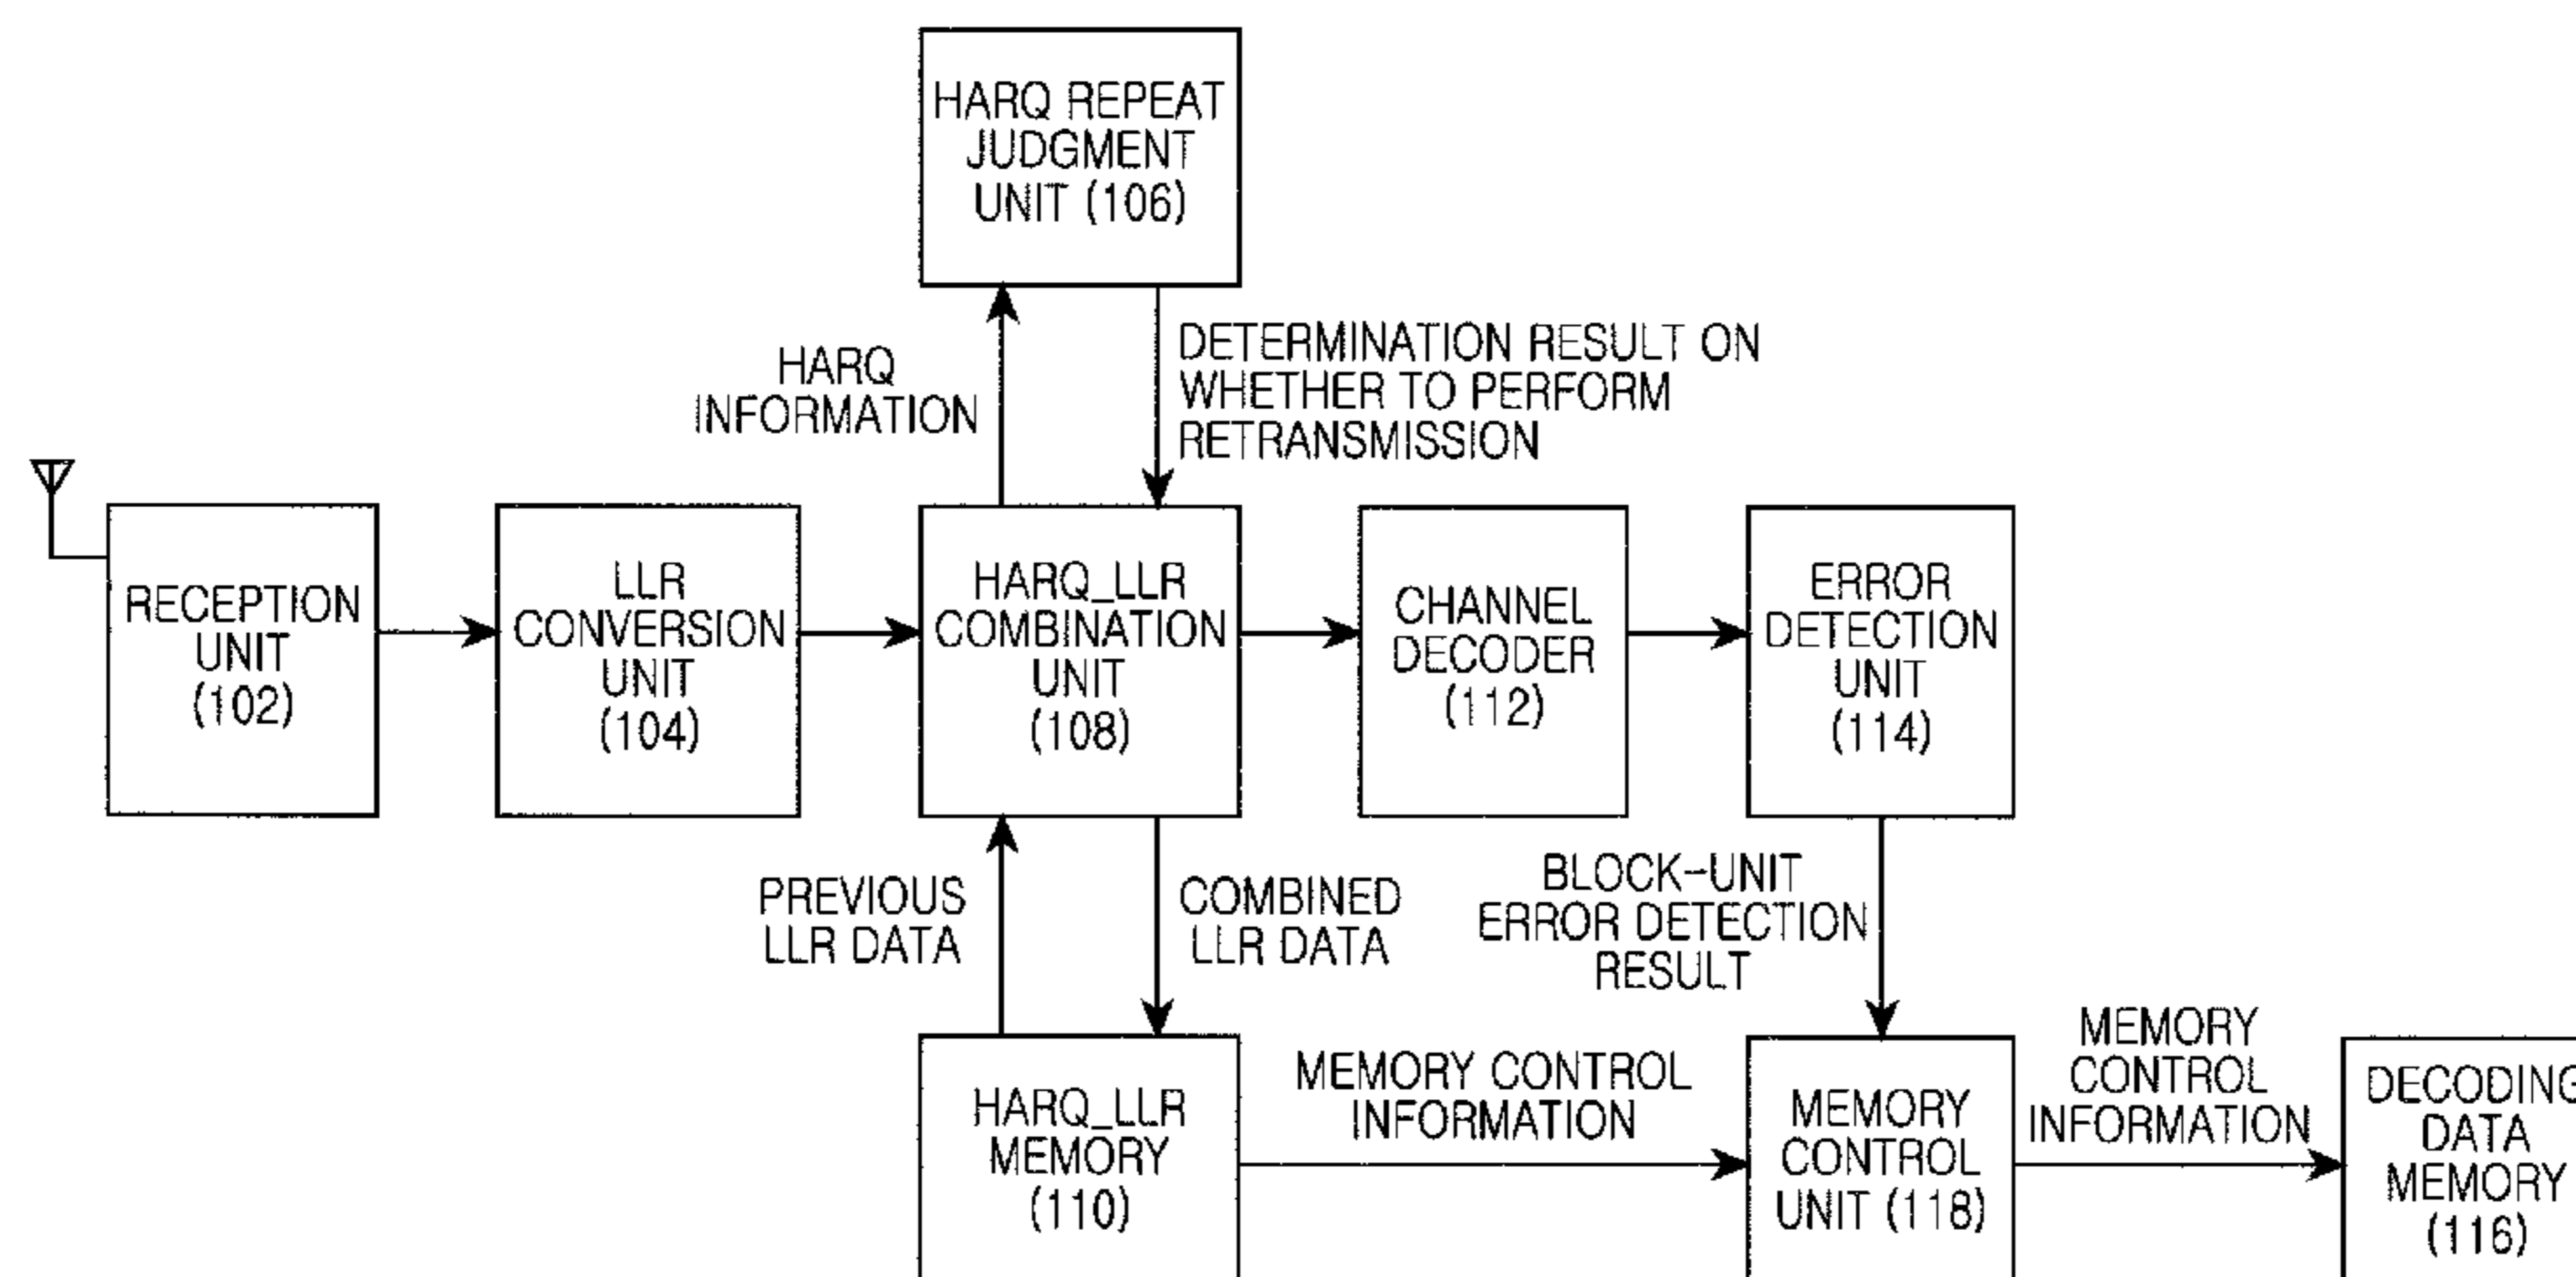 HARQ REPEAT
JUDGMENT
UNIT (106)
HARQ
INFORMATION
DETERMINATION RESULT ON
WHETHER TO PERFORM
RETRANSMISSION
RECEPTION
UNIT
(102)
LLR
CONVERSION
UNIT
(104)
HARQ_LLR
COMBINATION
UNIT
(108)
CHANNEL
DECODER
(112)
ERROR
DETECTION
UNIT
(114)
PREVIOUS
LLR DATA
COMBINED
LLR DATA
BLOCK-UNIT
ERROR DETECTION
RESULT
HARQ_LLR
MEMORY
(110)
MEMORY CONTROL
INFORMATION
MEMORY
CONTROL
UNIT (118)
MEMORY
CONTROL
INFORMATION
DECODING
DATA
MEMORY
(116)